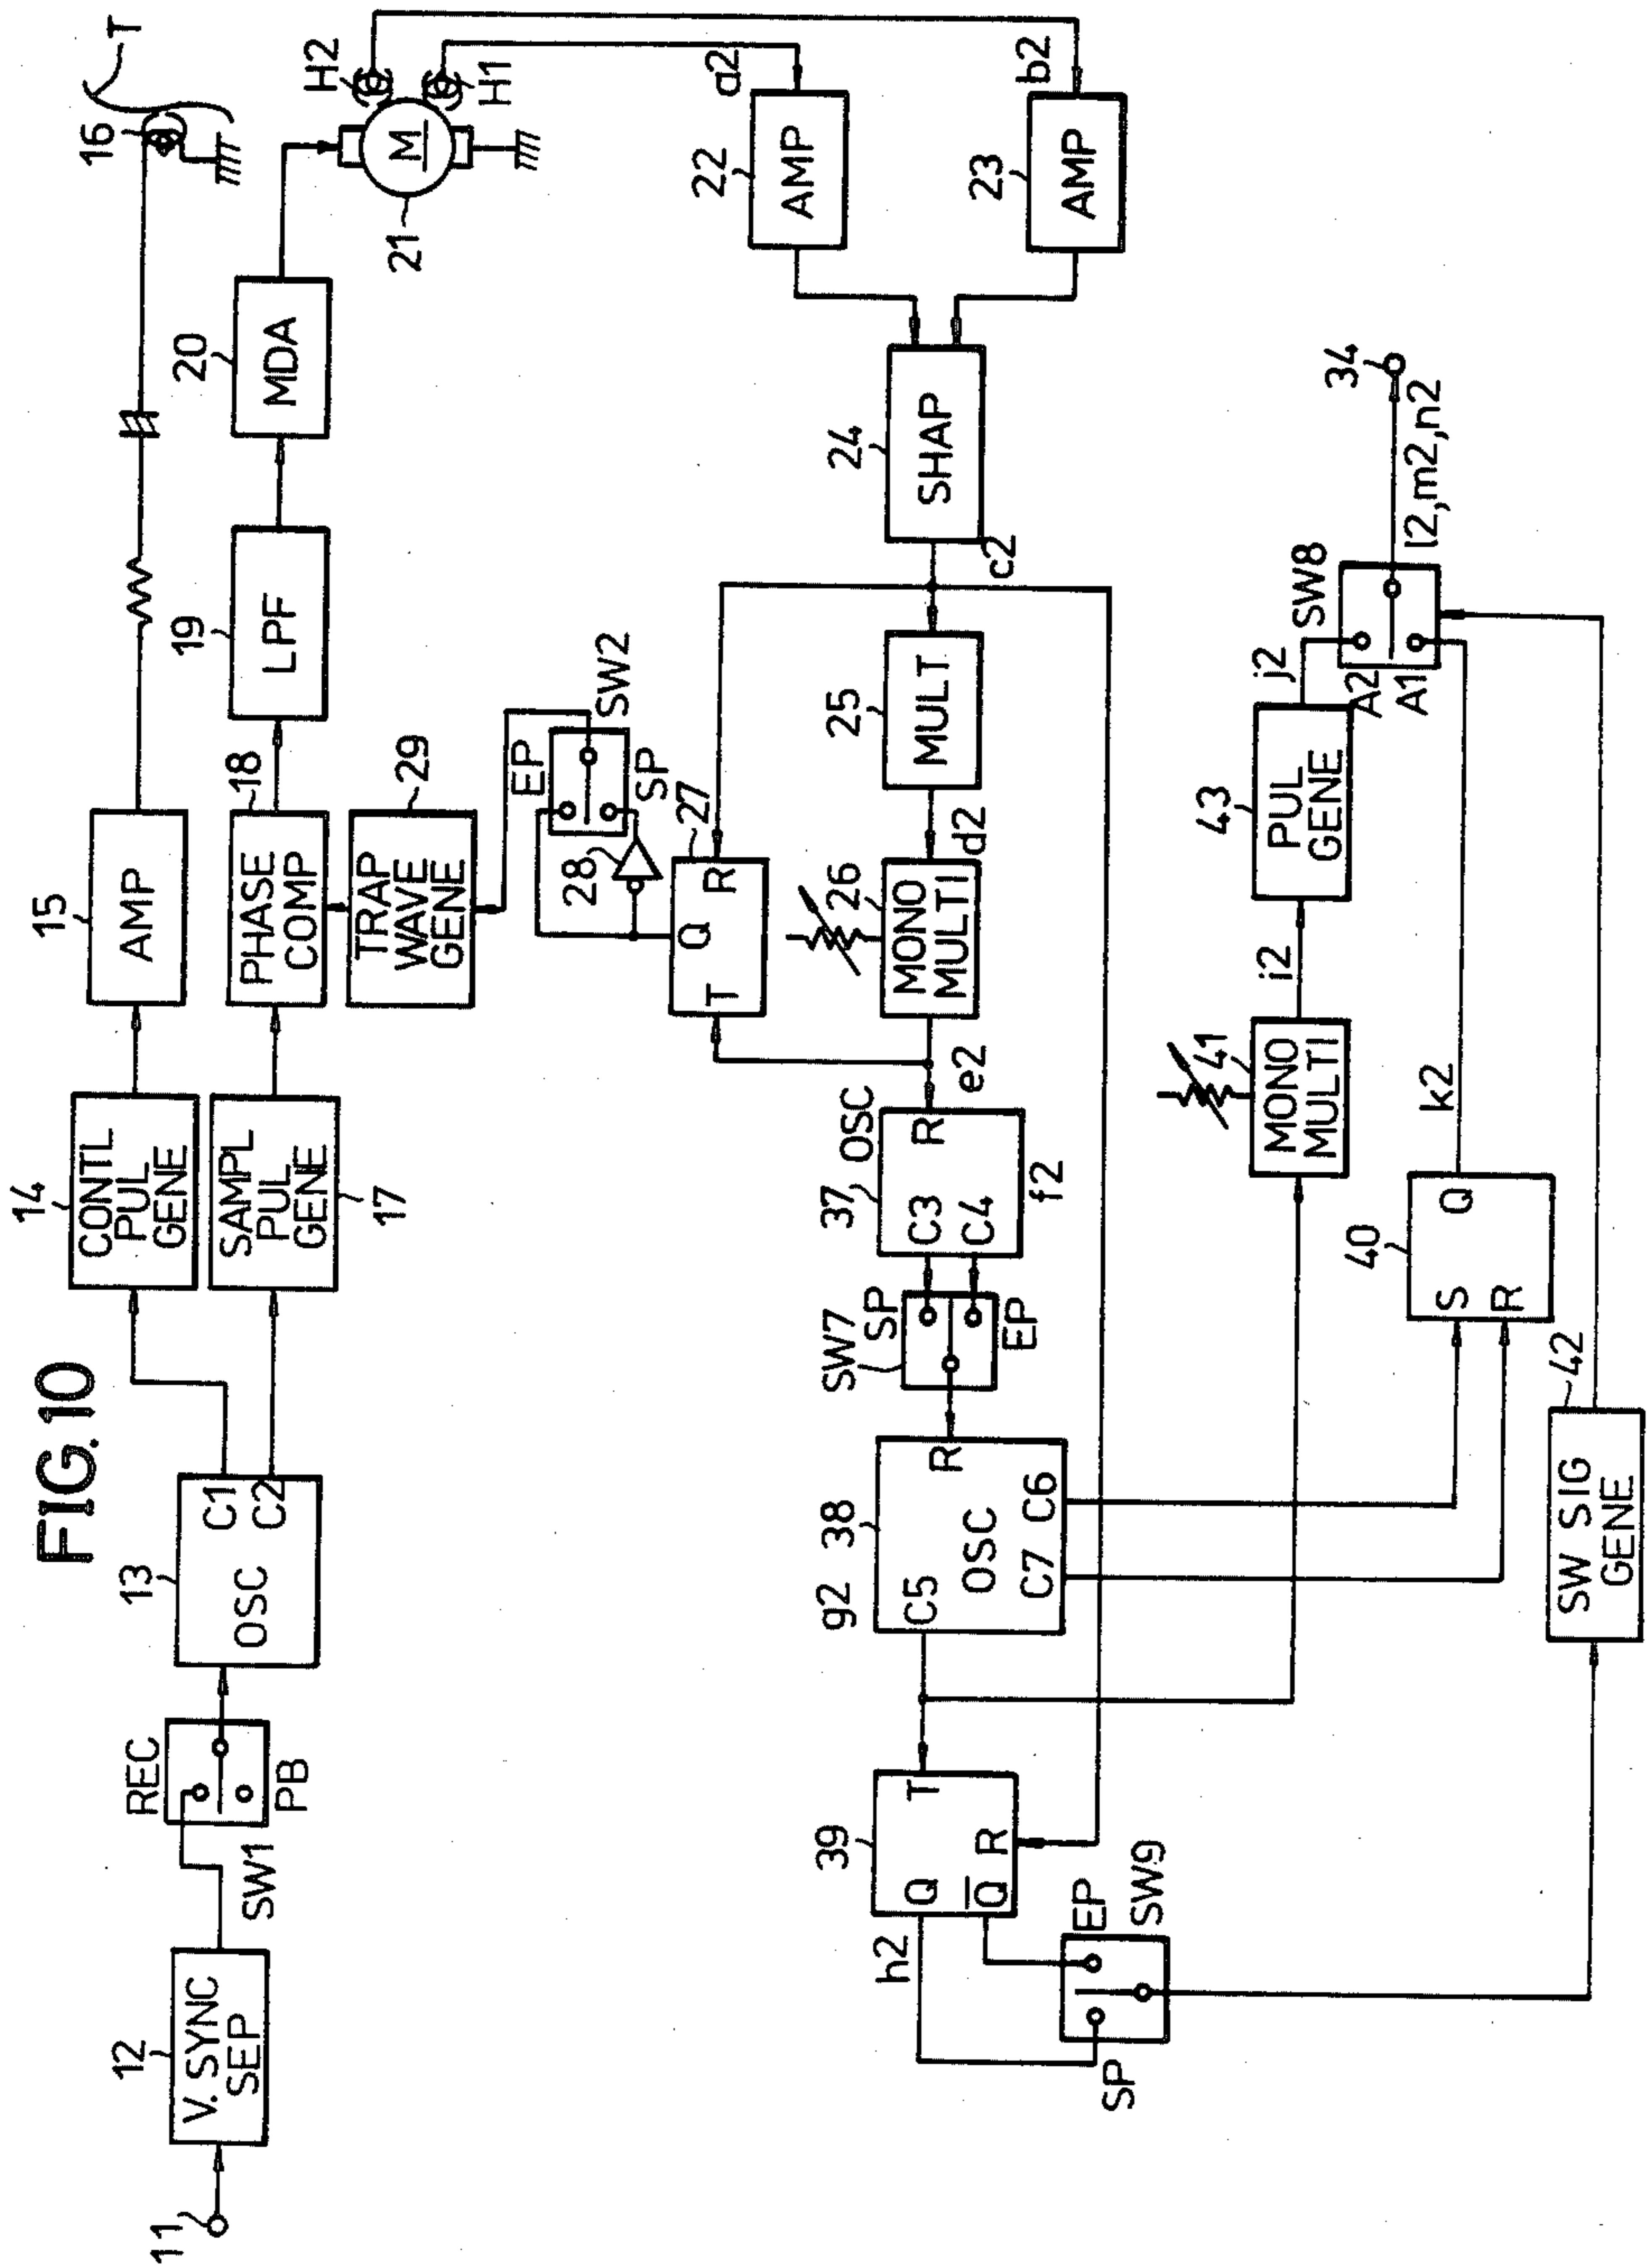 FIG. 10
11
12
V. SYNC
SEP
SW1
REC
PB
13
OSC
C1
C2
14
CONTL
PUL
GENE
15
AMP
16
T
SAMPL
PUL
GENE
17
PHASE
COMP
18
19
LPF
20
MDA
21
M
H2
H1
TRAP
WAVE
GENE
29
EP
SP
SW2
28
27
Q
T
R
a2
22
AMP
b2
23
AMP
24
SHAP
c2
25
MULT
d2
26
MONO
MULTI
e2
OSC
37
R
C3
C4
f2
SW7
SP
EP
g2
38
R
C5
OSC
C6
C7
39
T
Q
Q
R
h2
SP
EP
SW9
41
MONO
MULTI
i2
43
PUL
GENE
j2
SW8
A2
A1
34
l2,m2,n2
40
S
R
Q
k2
42
SW SIG
GENE